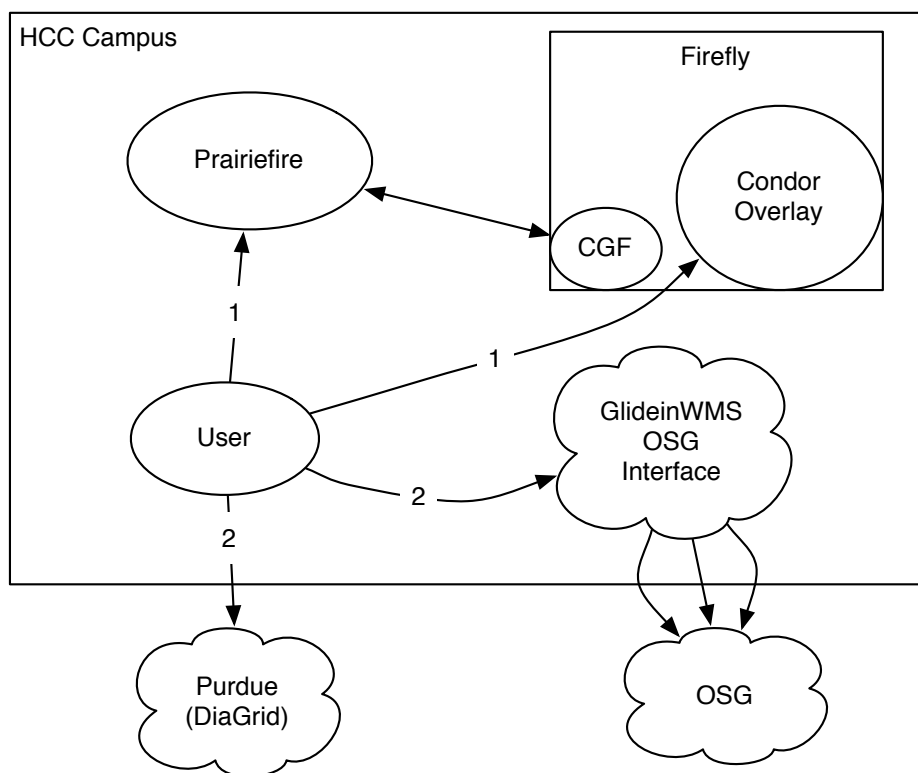 HCC Campus
Firefly
Prairiefire
Condor
Overlay
CGF
1
1
User
GlideinWMS
OSG
Interface
2
2
Purdue
(DiaGrid)
OSG